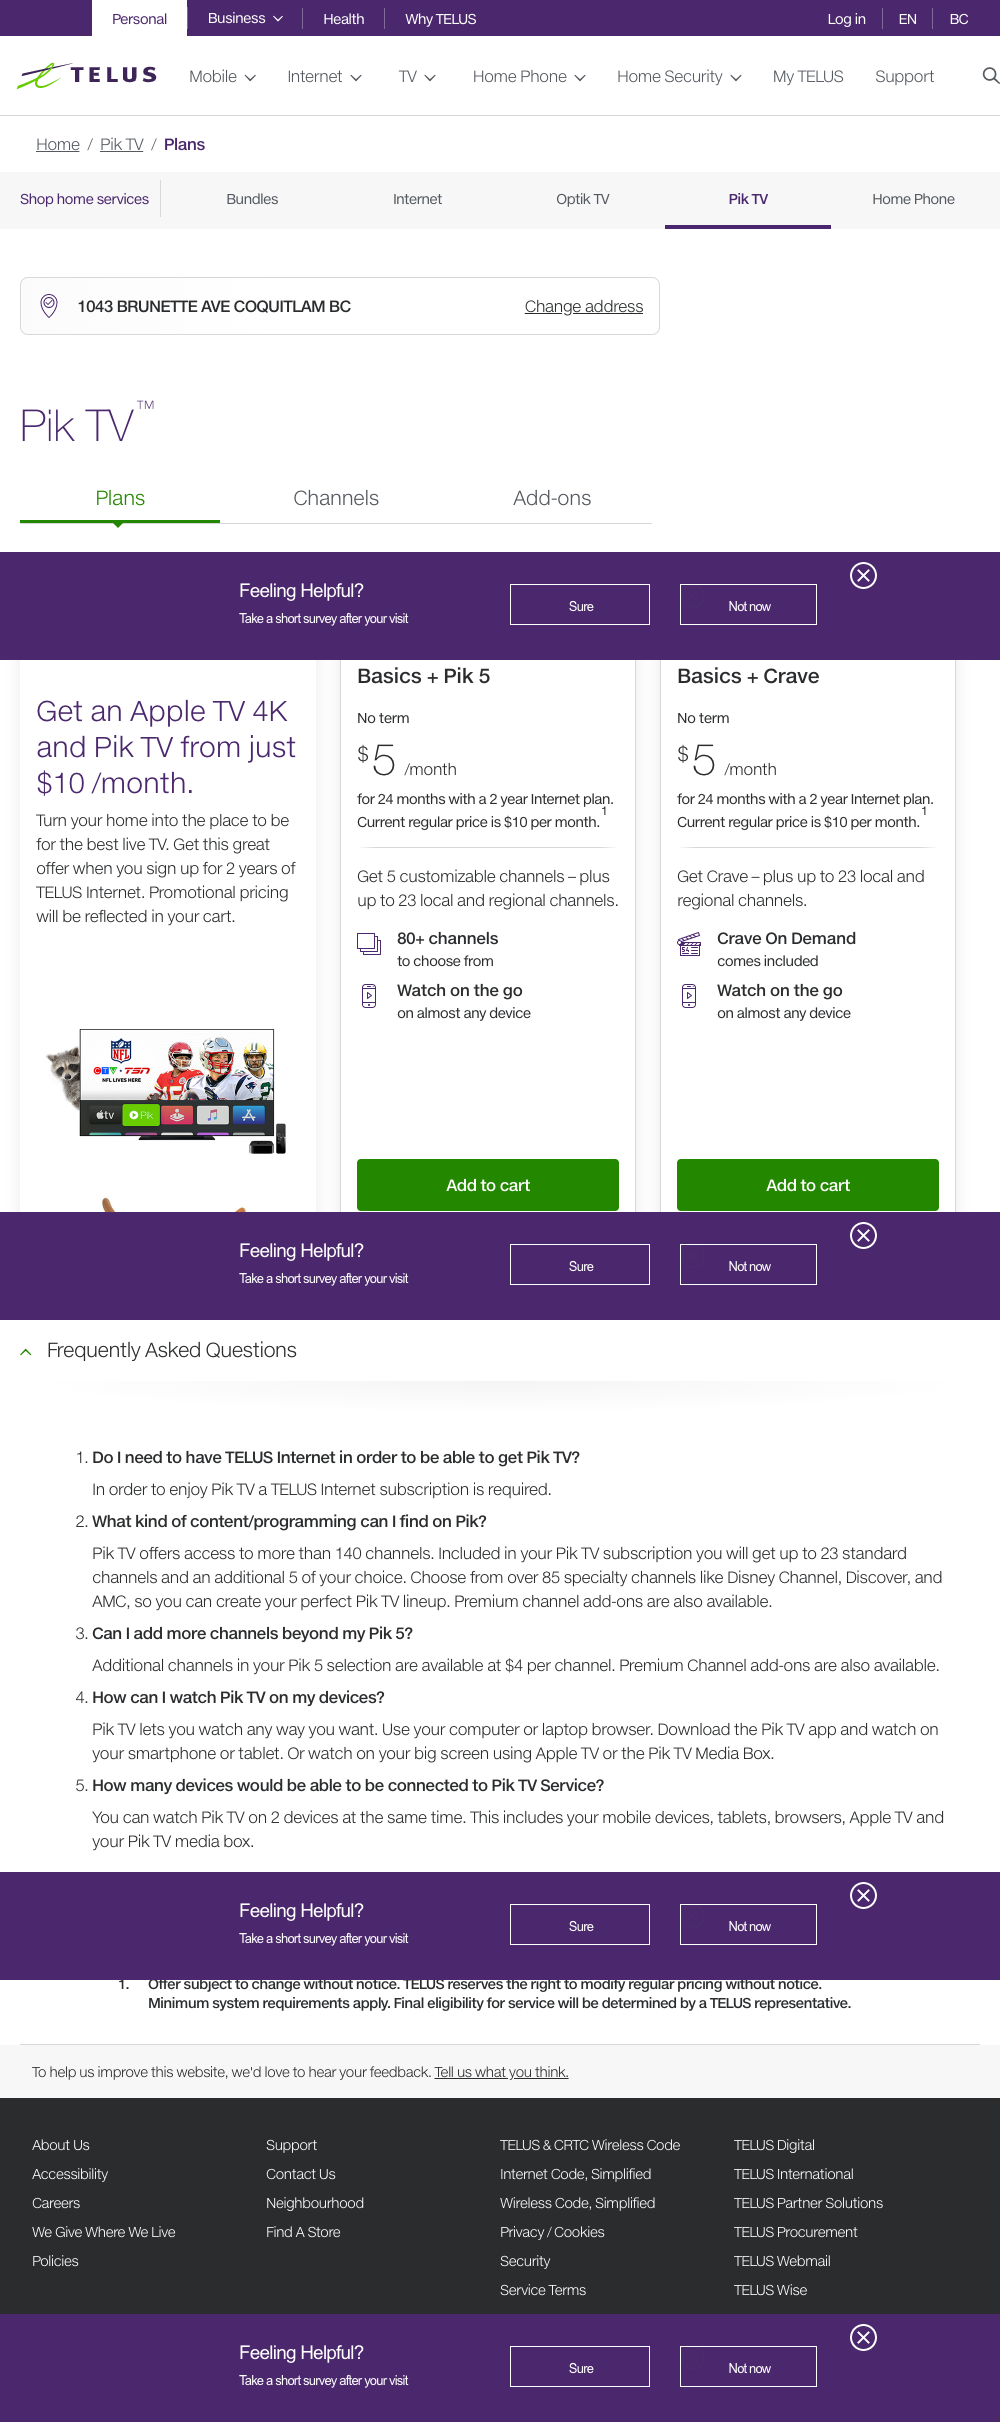 Personal
Business
Health
Why TELUS
Log in
EN
BC
TELUS
Mobile
Internet
TV
Home Phone
Home Security
My TELUS
Support
Home / Pik TV / Plans
Shop home services
Bundles
Internet
Optik TV
Pik TV
Home Phone
1043 BRUNETTE AVE COQUITLAM BC
Change address
Pik TV™
Plans
Channels
Add-ons
Feeling Helpful?
Take a short survey after your visit
Sure
Not now
Get an Apple TV 4K
and Pik TV from just
$10 /month.
Turn your home into the place to be
for the best live TV. Get this great
offer when you sign up for 2 years of
TELUS Internet. Promotional pricing
will be reflected in your cart.
NFL
CTV · TSN
NFL LIVES HERE
tv
Pik
Basics + Pik 5
No term
$5 /month
for 24 months with a 2 year Internet plan.
Current regular price is $10 per month.1
Get 5 customizable channels – plus
up to 23 local and regional channels.
80+ channels
to choose from
Watch on the go
on almost any device
Add to cart
Basics + Crave
No term
$5 /month
for 24 months with a 2 year Internet plan.
Current regular price is $10 per month.1
Get Crave – plus up to 23 local and
regional channels.
Crave On Demand
comes included
Watch on the go
on almost any device
Add to cart
Feeling Helpful?
Take a short survey after your visit
Sure
Not now
Frequently Asked Questions
1. Do I need to have TELUS Internet in order to be able to get Pik TV?
In order to enjoy Pik TV a TELUS Internet subscription is required.
2. What kind of content/programming can I find on Pik?
Pik TV offers access to more than 140 channels. Included in your Pik TV subscription you will get up to 23 standard
channels and an additional 5 of your choice. Choose from over 85 specialty channels like Disney Channel, Discover, and
AMC, so you can create your perfect Pik TV lineup. Premium channel add-ons are also available.
3. Can I add more channels beyond my Pik 5?
Additional channels in your Pik 5 selection are available at $4 per channel. Premium Channel add-ons are also available.
4. How can I watch Pik TV on my devices?
Pik TV lets you watch any way you want. Use your computer or laptop browser. Download the Pik TV app and watch on
your smartphone or tablet. Or watch on your big screen using Apple TV or the Pik TV Media Box.
5. How many devices would be able to be connected to Pik TV Service?
You can watch Pik TV on 2 devices at the same time. This includes your mobile devices, tablets, browsers, Apple TV and
your Pik TV media box.
Feeling Helpful?
Take a short survey after your visit
Sure
Not now
1. Offer subject to change without notice. TELUS reserves the right to modify regular pricing without notice.
Minimum system requirements apply. Final eligibility for service will be determined by a TELUS representative.
To help us improve this website, we'd love to hear your feedback. Tell us what you think.
About Us
Accessibility
Careers
We Give Where We Live
Policies
Support
Contact Us
Neighbourhood
Find A Store
TELUS & CRTC Wireless Code
Internet Code, Simplified
Wireless Code, Simplified
Privacy / Cookies
Security
Service Terms
TELUS Digital
TELUS International
TELUS Partner Solutions
TELUS Procurement
TELUS Webmail
TELUS Wise
Feeling Helpful?
Take a short survey after your visit
Sure
Not now